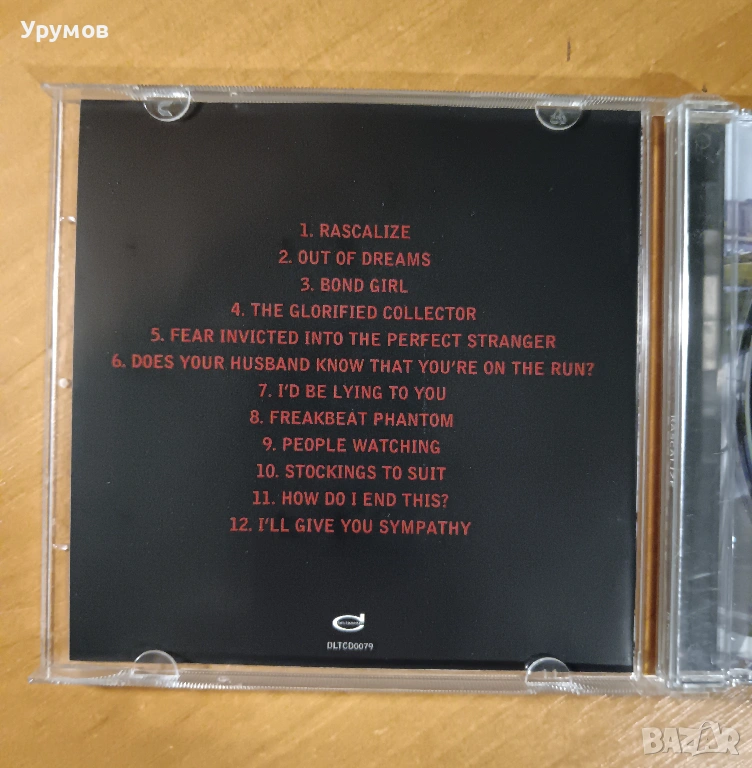 Урумов
1. RASCALIZE
2. OUT OF DREAMS
3. BOND GIRL
4. THE GLORIFIED COLLECTOR
5. FEAR INVICTED INTO THE PERFECT STRANGER
6. DOES YOUR HUSBAND KNOW THAT YOU'RE ON THE RUN?
7. I'D BE LYING TO YOU
8. FREAKBEAT PHANTOM
9. PEOPLE WATCHING
10. STOCKINGS TO SUIT
11. HOW DO I END THIS?
12. I'LL GIVE YOU SYMPATHY
DLTCD0079
RASCALIZE
BAZAR